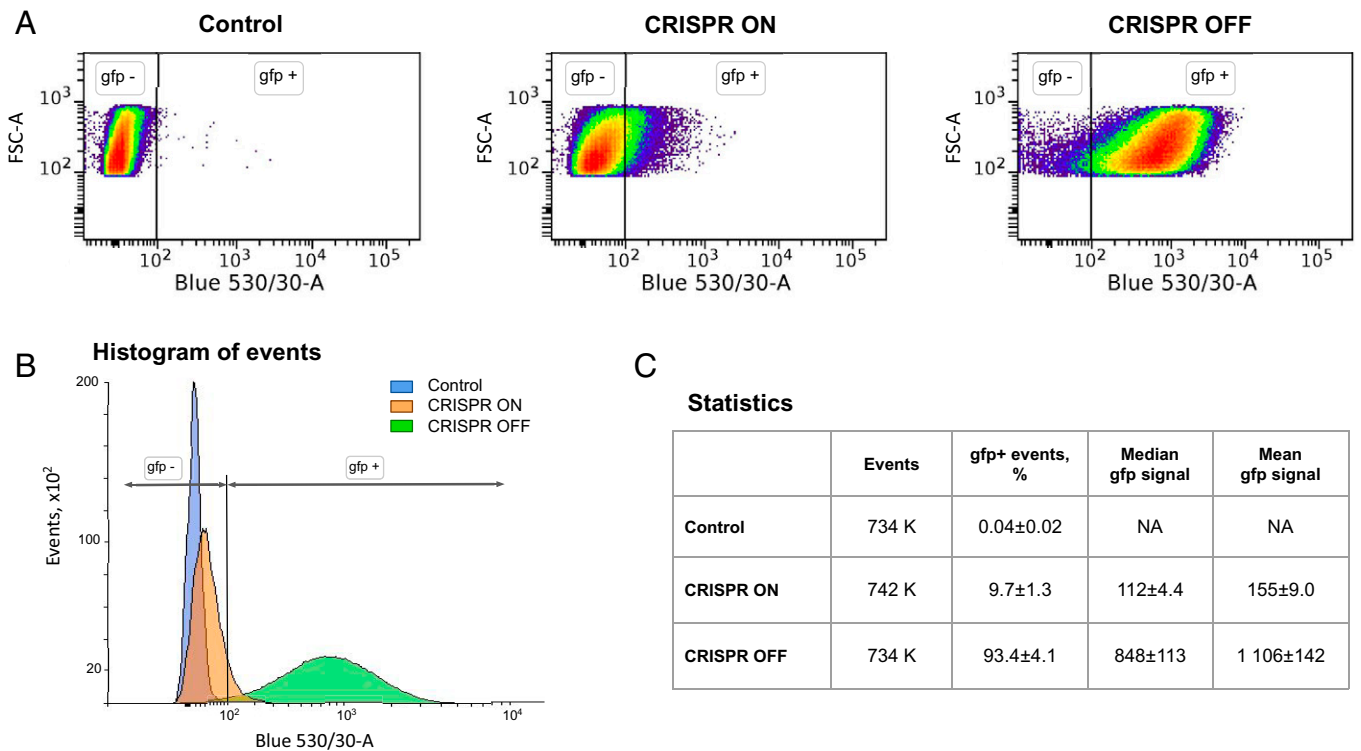 A
Control
CRISPR ON
CRISPR OFF
gfp -
gfp +
gfp -
gfp +
gfp -
gfp +
FSC-A
10³
10²
10² 10³ 10⁴ 10⁵
Blue 530/30-A
FSC-A
10³
10²
10² 10³ 10⁴ 10⁵
Blue 530/30-A
FSC-A
10³
10²
10² 10³ 10⁴ 10⁵
Blue 530/30-A
B
Histogram of events
Control
CRISPR ON
CRISPR OFF
gfp -
gfp +
Events, x10²
200
100
20
10² 10³ 10⁴
Blue 530/30-A
C
Statistics
Events
gfp+ events, %
Median gfp signal
Mean gfp signal
Control 734 K 0.04±0.02 NA NA
CRISPR ON 742 K 9.7±1.3 112±4.4 155±9.0
CRISPR OFF 734 K 93.4±4.1 848±113 1 106±142